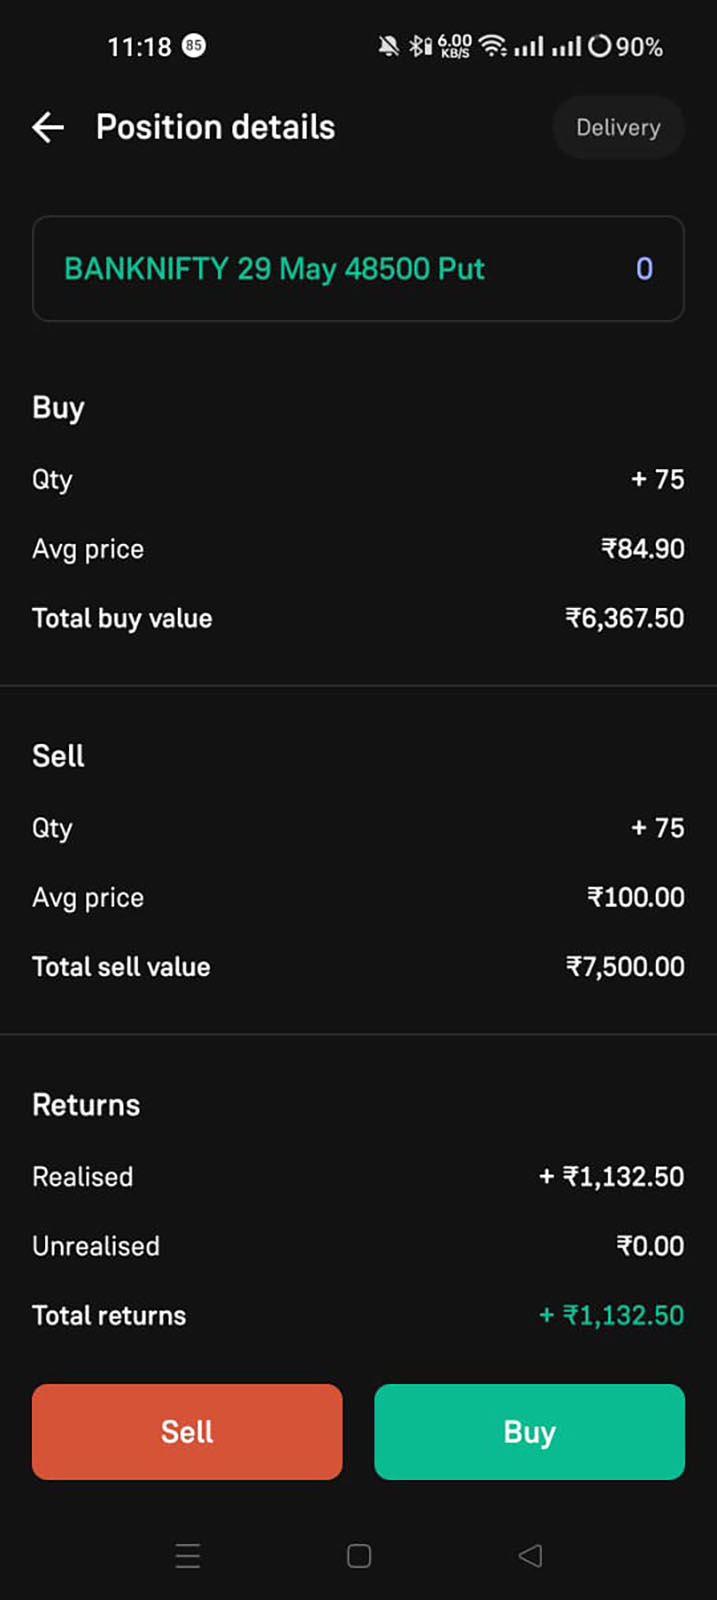 11:18 85 6.00 KB/S 90%
Position details Delivery
BANKNIFTY 29 May 48500 Put 0
Buy
Qty + 75
Avg price ₹84.90
Total buy value ₹6,367.50
Sell
Qty + 75
Avg price ₹100.00
Total sell value ₹7,500.00
Returns
Realised + ₹1,132.50
Unrealised ₹0.00
Total returns + ₹1,132.50
Sell Buy